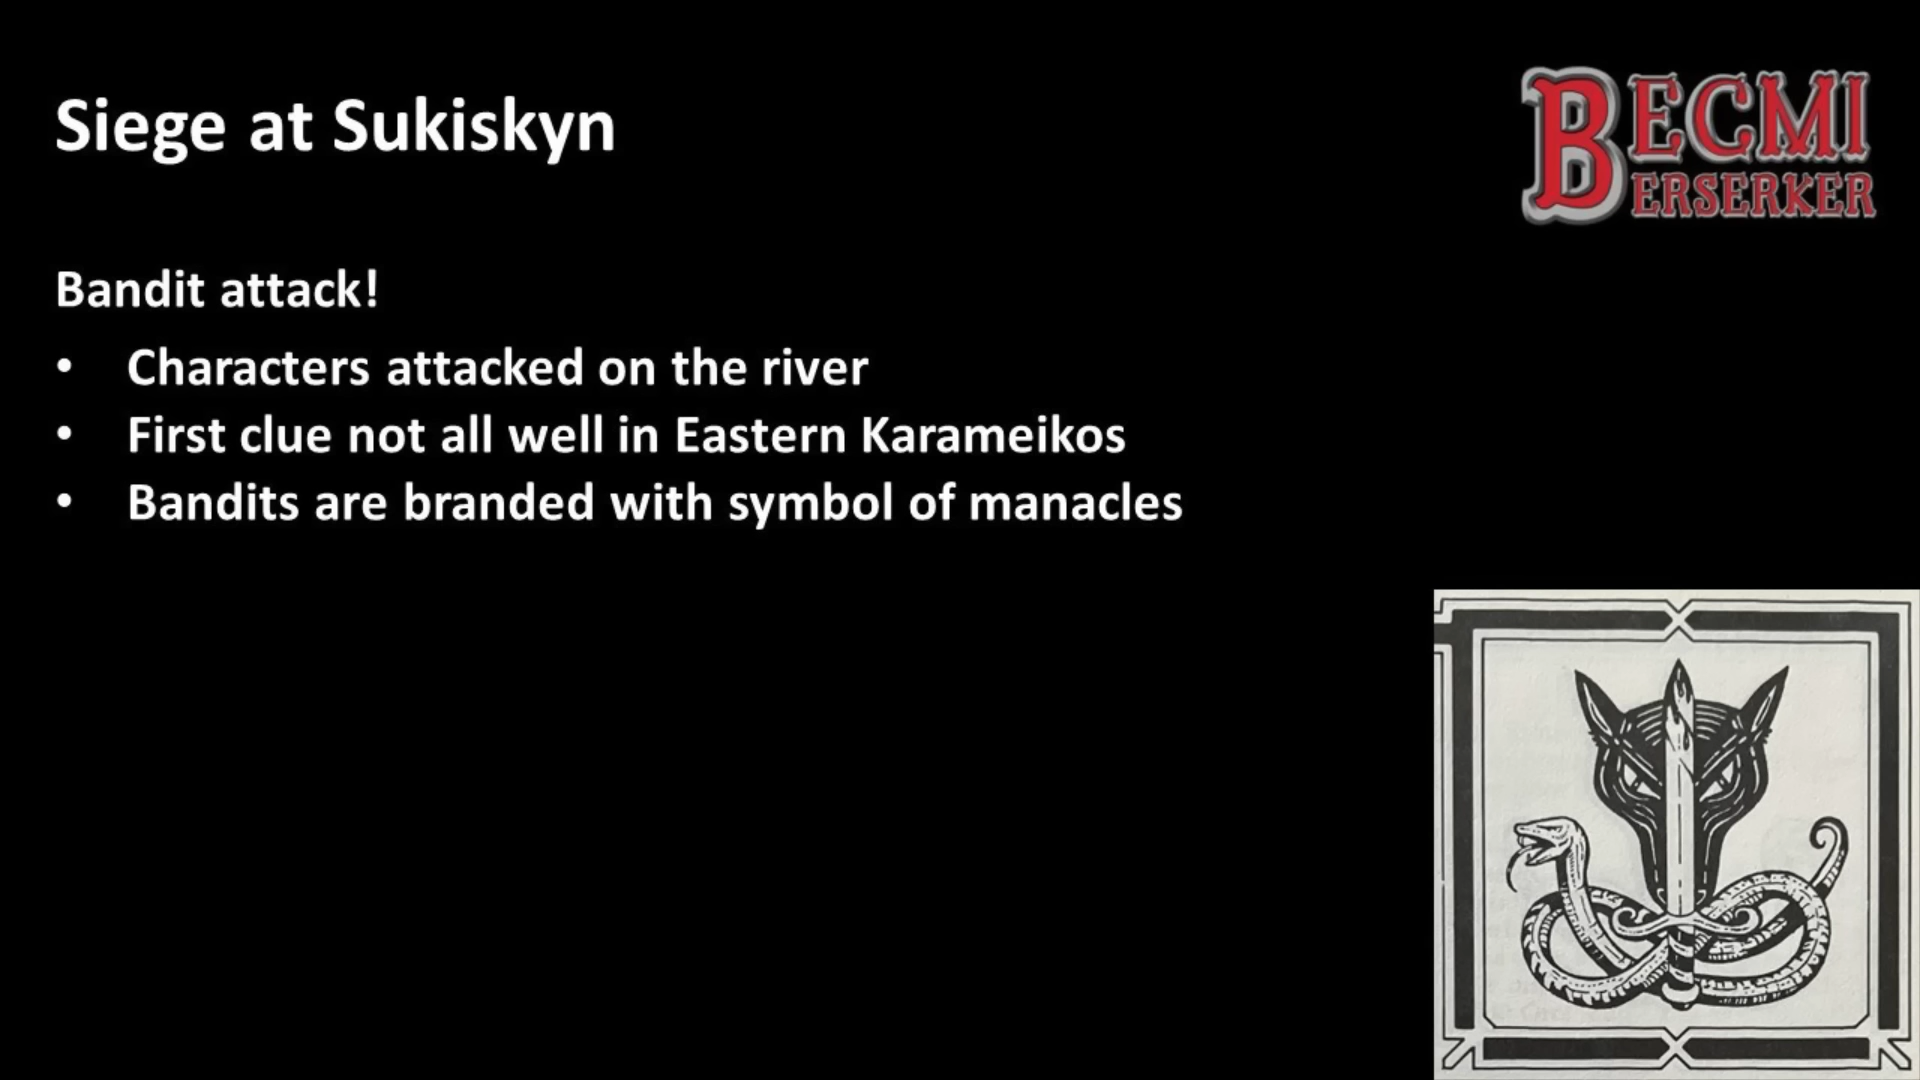 Siege at Sukiskyn
BECMI
BERSERKER
Bandit attack!
• Characters attacked on the river
• First clue not all well in Eastern Karameikos
• Bandits are branded with symbol of manacles